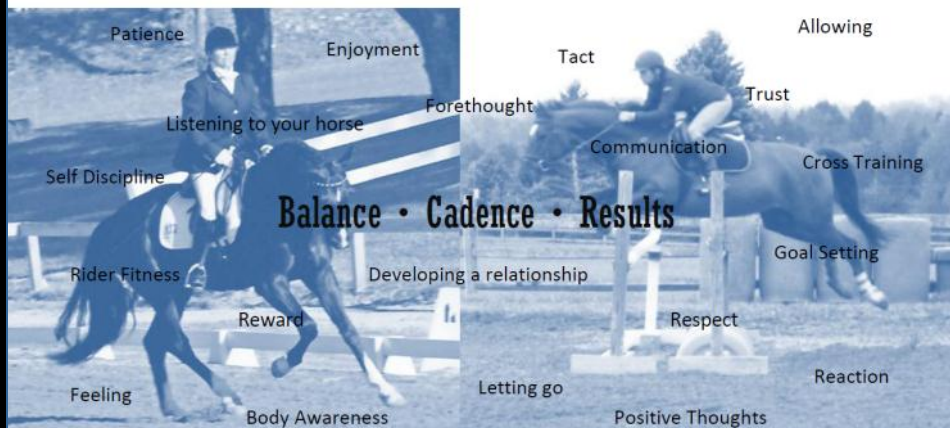 Patience
Enjoyment
Allowing
Tact
Trust
Forethought
Listening to your horse
Communication
Cross Training
Self Discipline
Balance · Cadence · Results
Goal Setting
Rider Fitness
Developing a relationship
Reward
Respect
Reaction
Letting go
Feeling
Body Awareness
Positive Thoughts